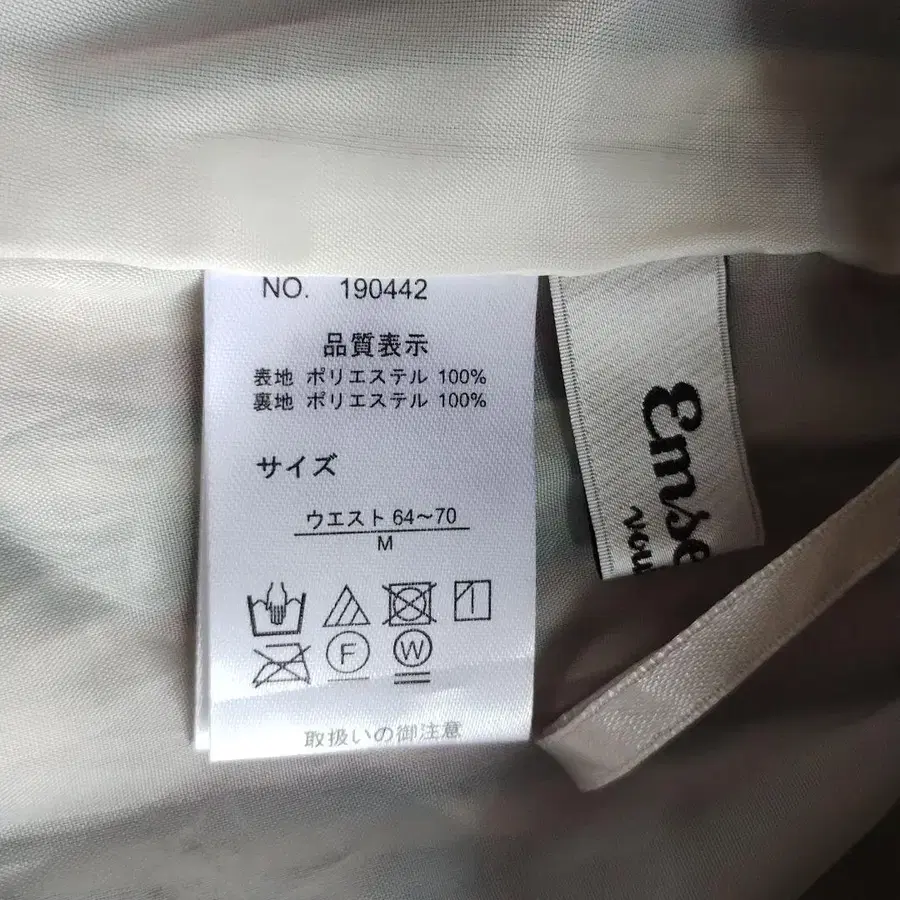 NO. 190442
品質表示
表地 ポリエステル 100%
裏地 ポリエステル 100%
サイズ
ウエスト 64〜70
M
F
W
取扱いの御注意
Emse